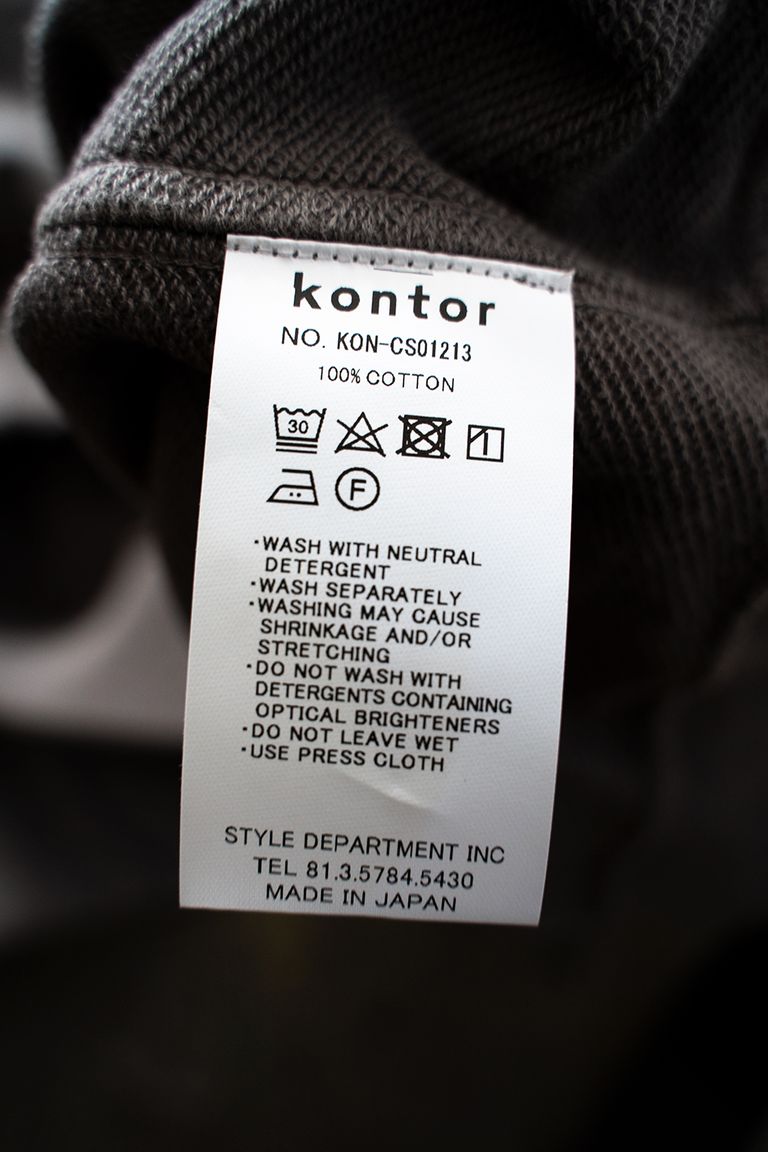 kontor
NO. KON-CS01213
100% COTTON
30
F
·WASH WITH NEUTRAL
DETERGENT
·WASH SEPARATELY
·WASHING MAY CAUSE
SHRINKAGE AND/OR
STRETCHING
·DO NOT WASH WITH
DETERGENTS CONTAINING
OPTICAL BRIGHTENERS
·DO NOT LEAVE WET
·USE PRESS CLOTH
STYLE DEPARTMENT INC
TEL 81.3.5784.5430
MADE IN JAPAN